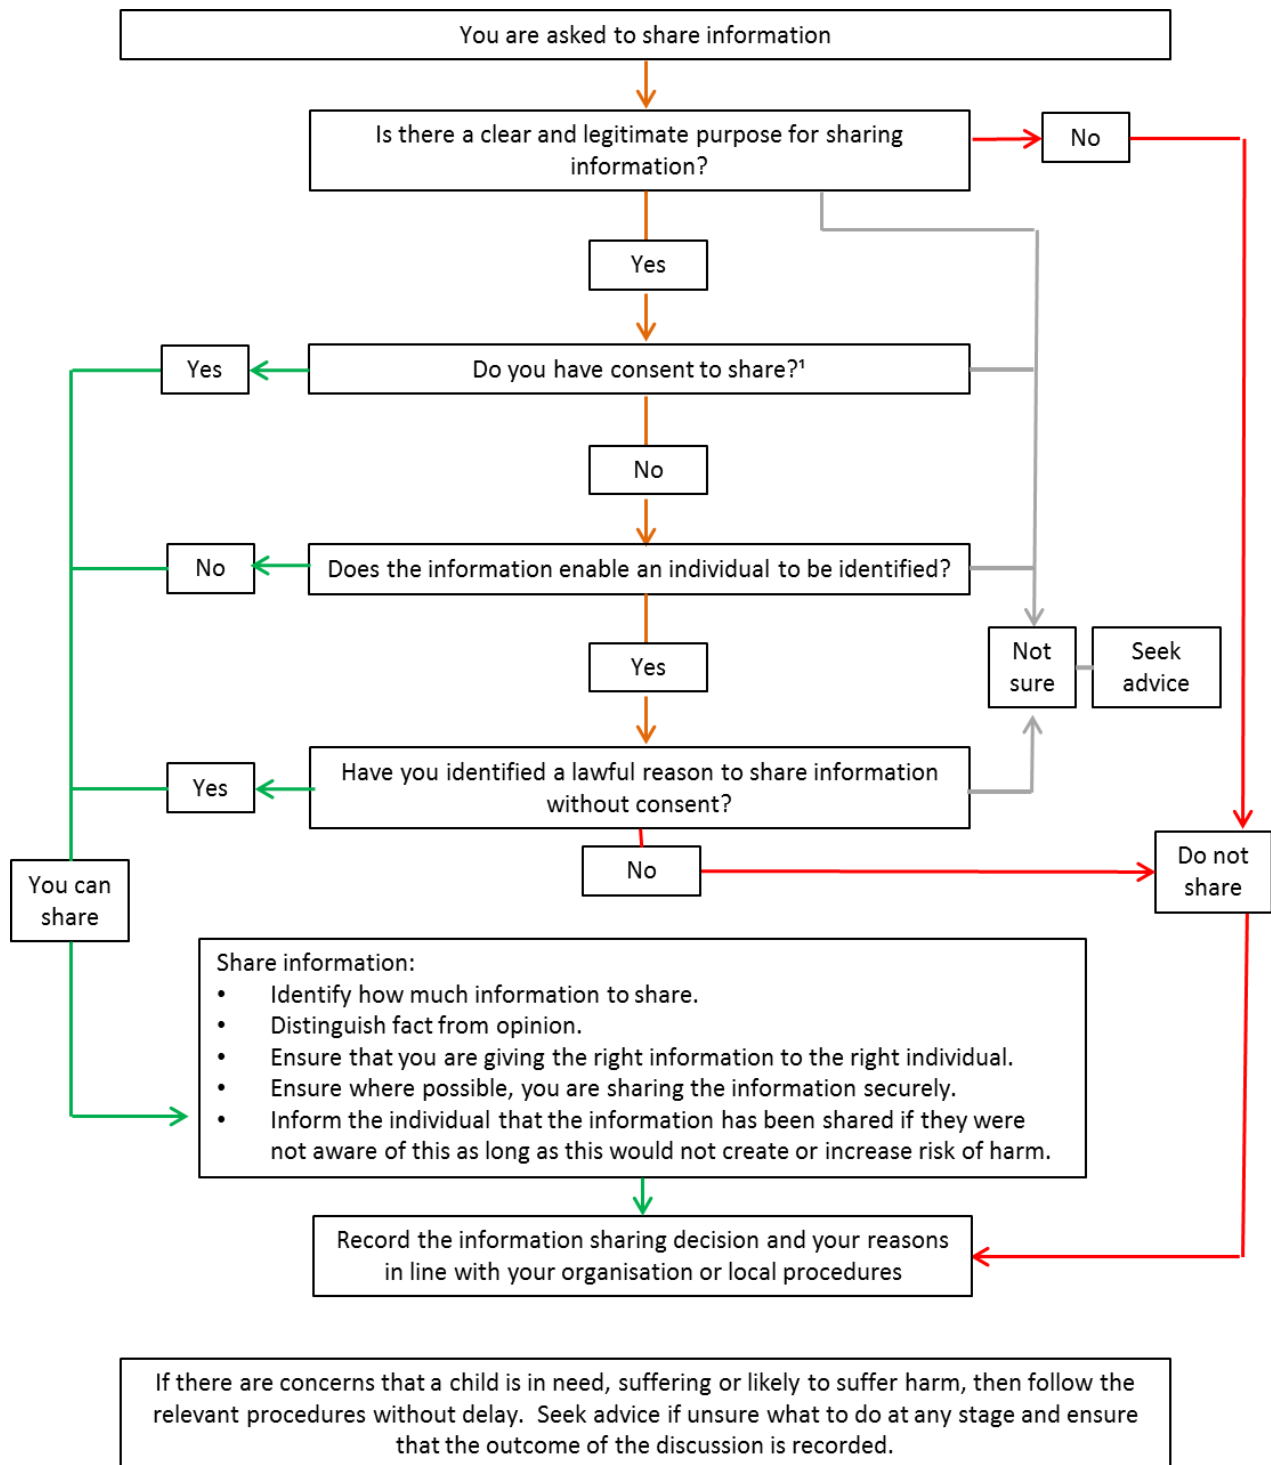 You are asked to share information
Is there a clear and legitimate purpose for sharing
information?
No
Yes
Do you have consent to share?¹
Yes
No
Does the information enable an individual to be identified?
No
Yes
Not
sure
Seek
advice
Have you identified a lawful reason to share information
without consent?
Yes
No
Do not
share
You can
share
Share information:
• Identify how much information to share.
• Distinguish fact from opinion.
• Ensure that you are giving the right information to the right individual.
• Ensure where possible, you are sharing the information securely.
• Inform the individual that the information has been shared if they were
not aware of this as long as this would not create or increase risk of harm.
Record the information sharing decision and your reasons
in line with your organisation or local procedures
If there are concerns that a child is in need, suffering or likely to suffer harm, then follow the
relevant procedures without delay. Seek advice if unsure what to do at any stage and ensure
that the outcome of the discussion is recorded.